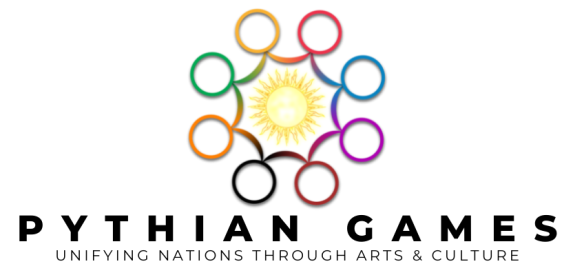 PYTHIAN GAMES
UNIFYING NATIONS THROUGH ARTS & CULTURE